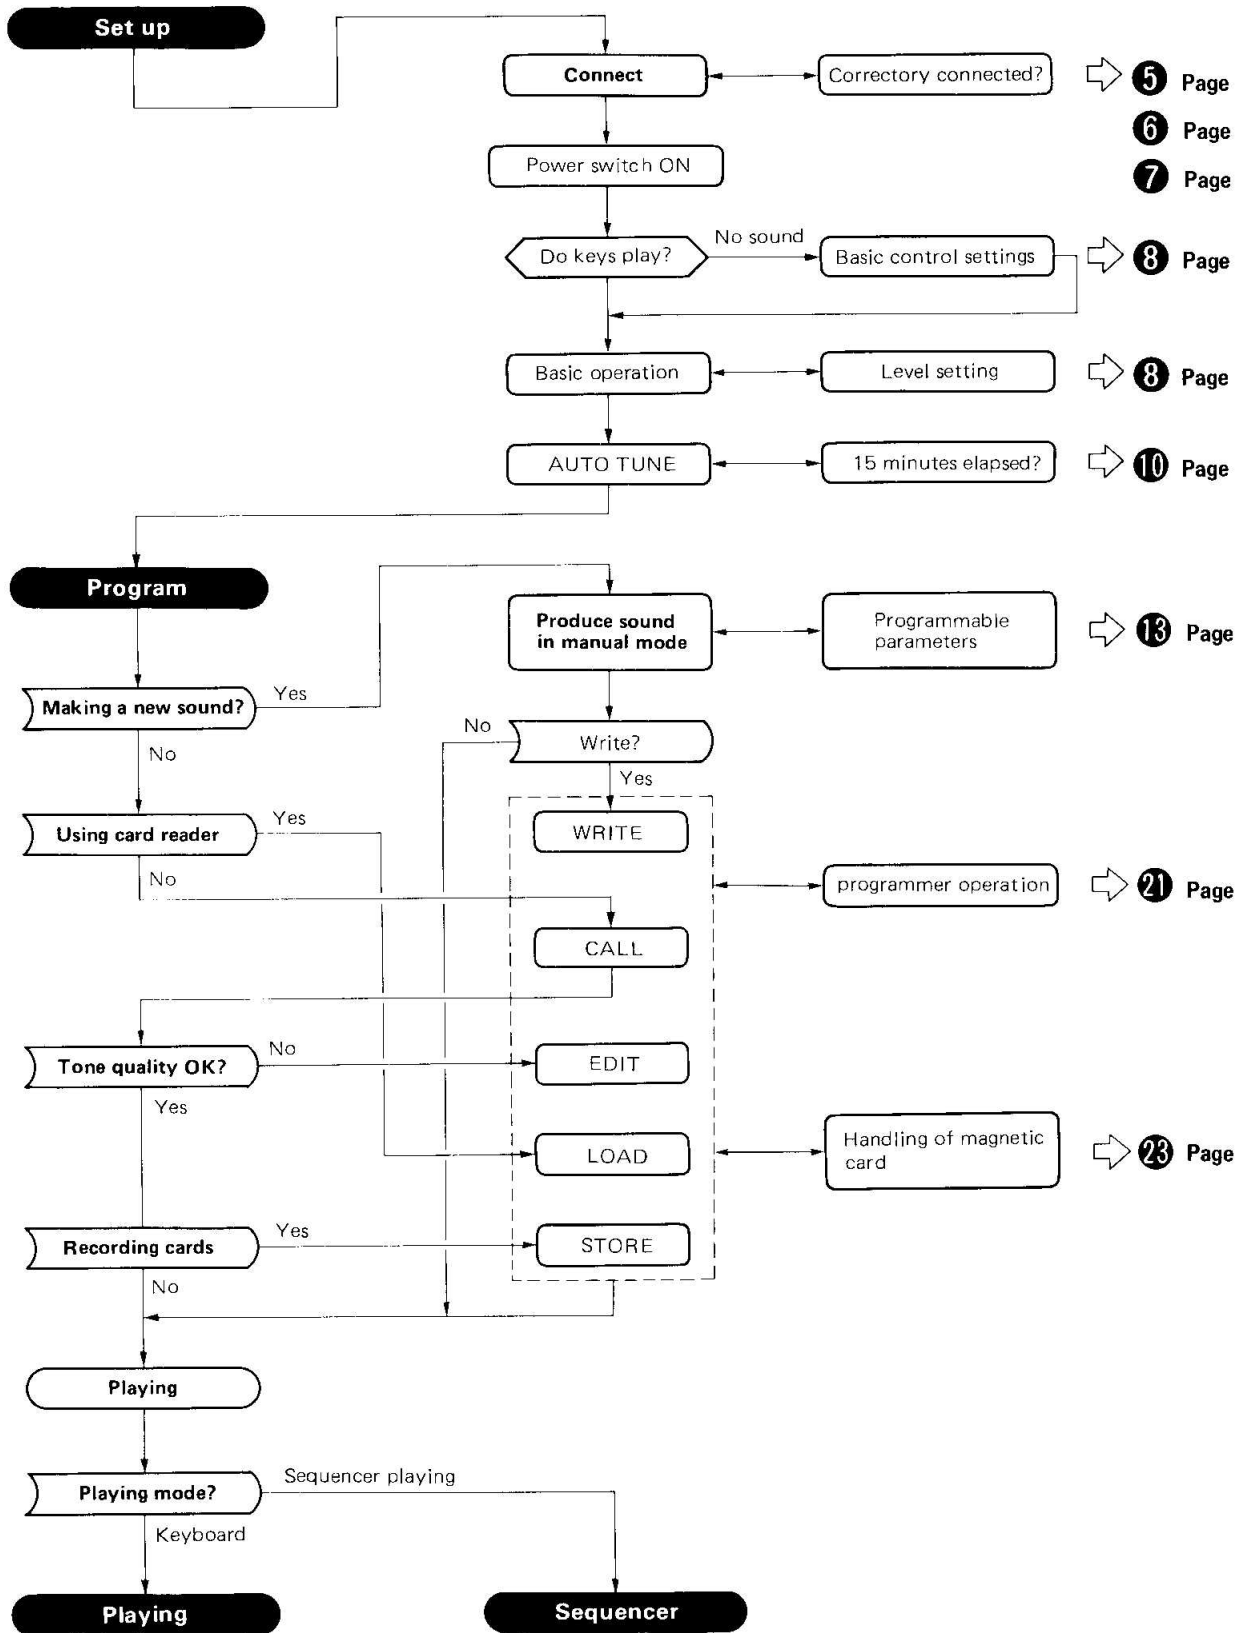 Set up
Connect
Correctory connected?
5 Page
6 Page
Power switch ON
7 Page
No sound
Do keys play?
Basic control settings
8 Page
Basic operation
Level setting
8 Page
AUTO TUNE
15 minutes elapsed?
10 Page
Program
Produce sound
in manual mode
Programmable
parameters
13 Page
Making a new sound?
Yes
No
No
Write?
Yes
Using card reader
Yes
No
WRITE
programmer operation
21 Page
CALL
Tone quality OK?
No
Yes
EDIT
LOAD
Handling of magnetic
card
23 Page
Recording cards
Yes
No
STORE
Playing
Playing mode?
Sequencer playing
Keyboard
Playing
Sequencer